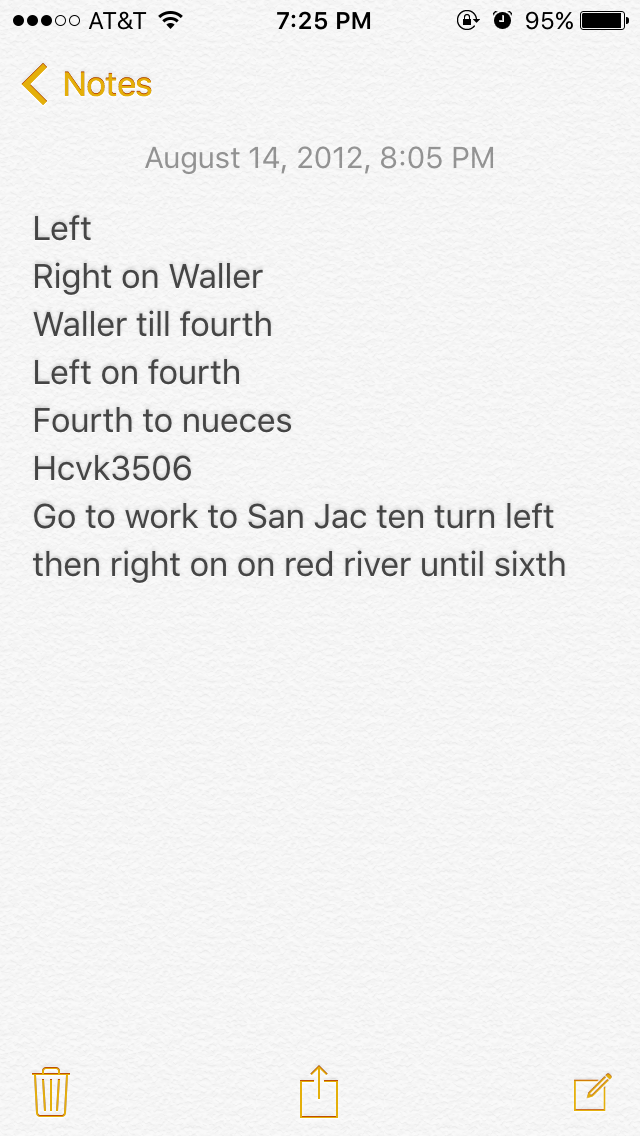 AT&T 7:25 PM 95%
Notes
August 14, 2012, 8:05 PM
Left
Right on Waller
Waller till fourth
Left on fourth
Fourth to nueces
Hcvk3506
Go to work to San Jac ten turn left
then right on on red river until sixth